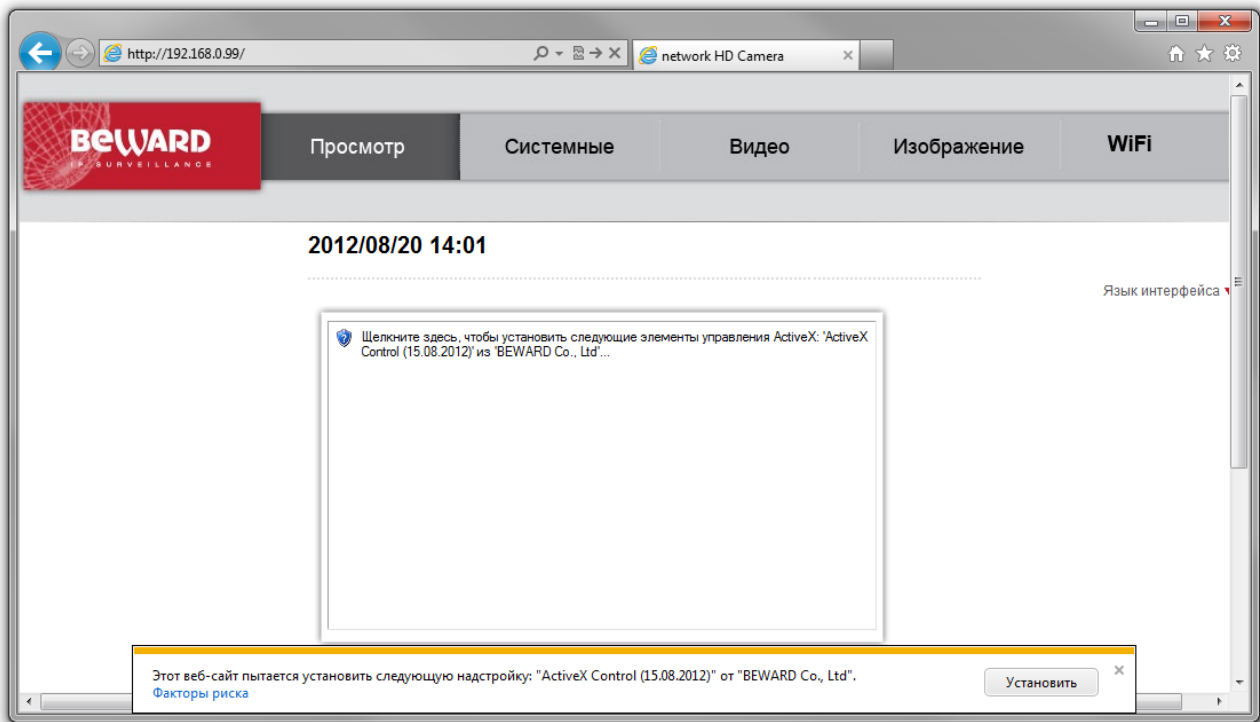 http://192.168.0.99/
network HD Camera
BEWARD
IP SURVEILLANCE
Просмотр
Системные
Видео
Изображение
WiFi
2012/08/20 14:01
Язык интерфейса
Щелкните здесь, чтобы установить следующие элементы управления ActiveX: 'ActiveX
Control (15.08.2012)' из 'BEWARD Co., Ltd'...
Этот веб-сайт пытается установить следующую надстройку: "ActiveX Control (15.08.2012)" от "BEWARD Co., Ltd".
Факторы риска
Установить